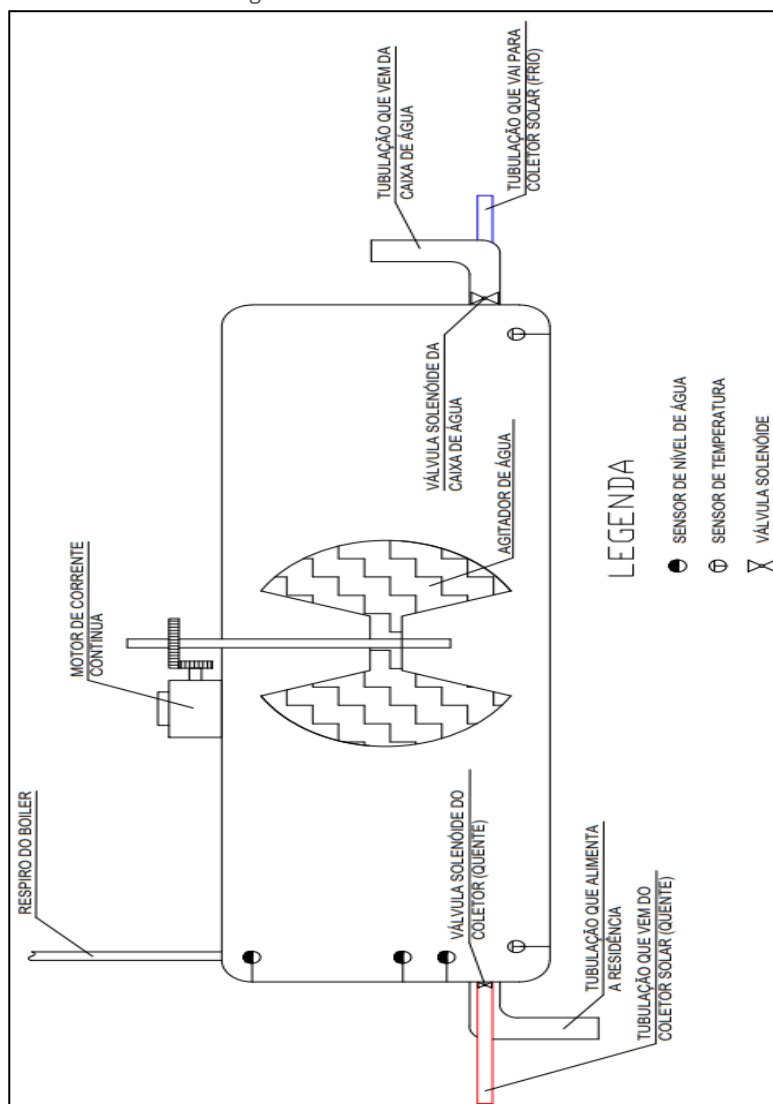 RESPIRO DO BOILER
MOTOR DE CORRENTE
CONTÍNUA
TUBULAÇÃO QUE VEM DA
CAIXA DE ÁGUA
TUBULAÇÃO QUE VAI PARA
COLETOR SOLAR (FRIO)
VÁLVULA SOLENÓIDE DO
COLETOR (QUENTE)
VÁLVULA SOLENÓIDE DA
CAIXA DE ÁGUA
AGITADOR DE ÁGUA
TUBULAÇÃO QUE ALIMENTA
A RESIDÊNCIA
TUBULAÇÃO QUE VEM DO
COLETOR SOLAR (QUENTE)
LEGENDA
SENSOR DE NÍVEL DE ÁGUA
SENSOR DE TEMPERATURA
VÁLVULA SOLENÓIDE